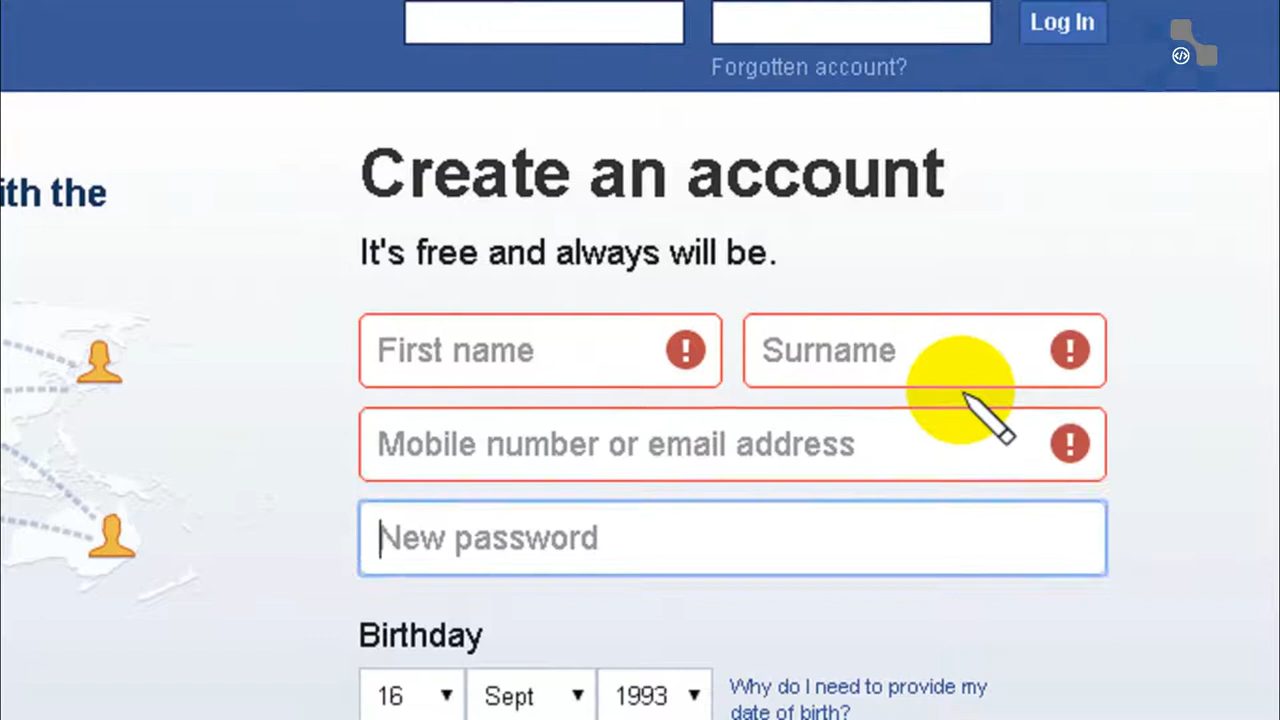 Log In
Forgotten account?
ith the
Create an account
It's free and always will be.
First name
Surname
Mobile number or email address
New password
Birthday
16 Sept 1993
Why do I need to provide my
date of birth?